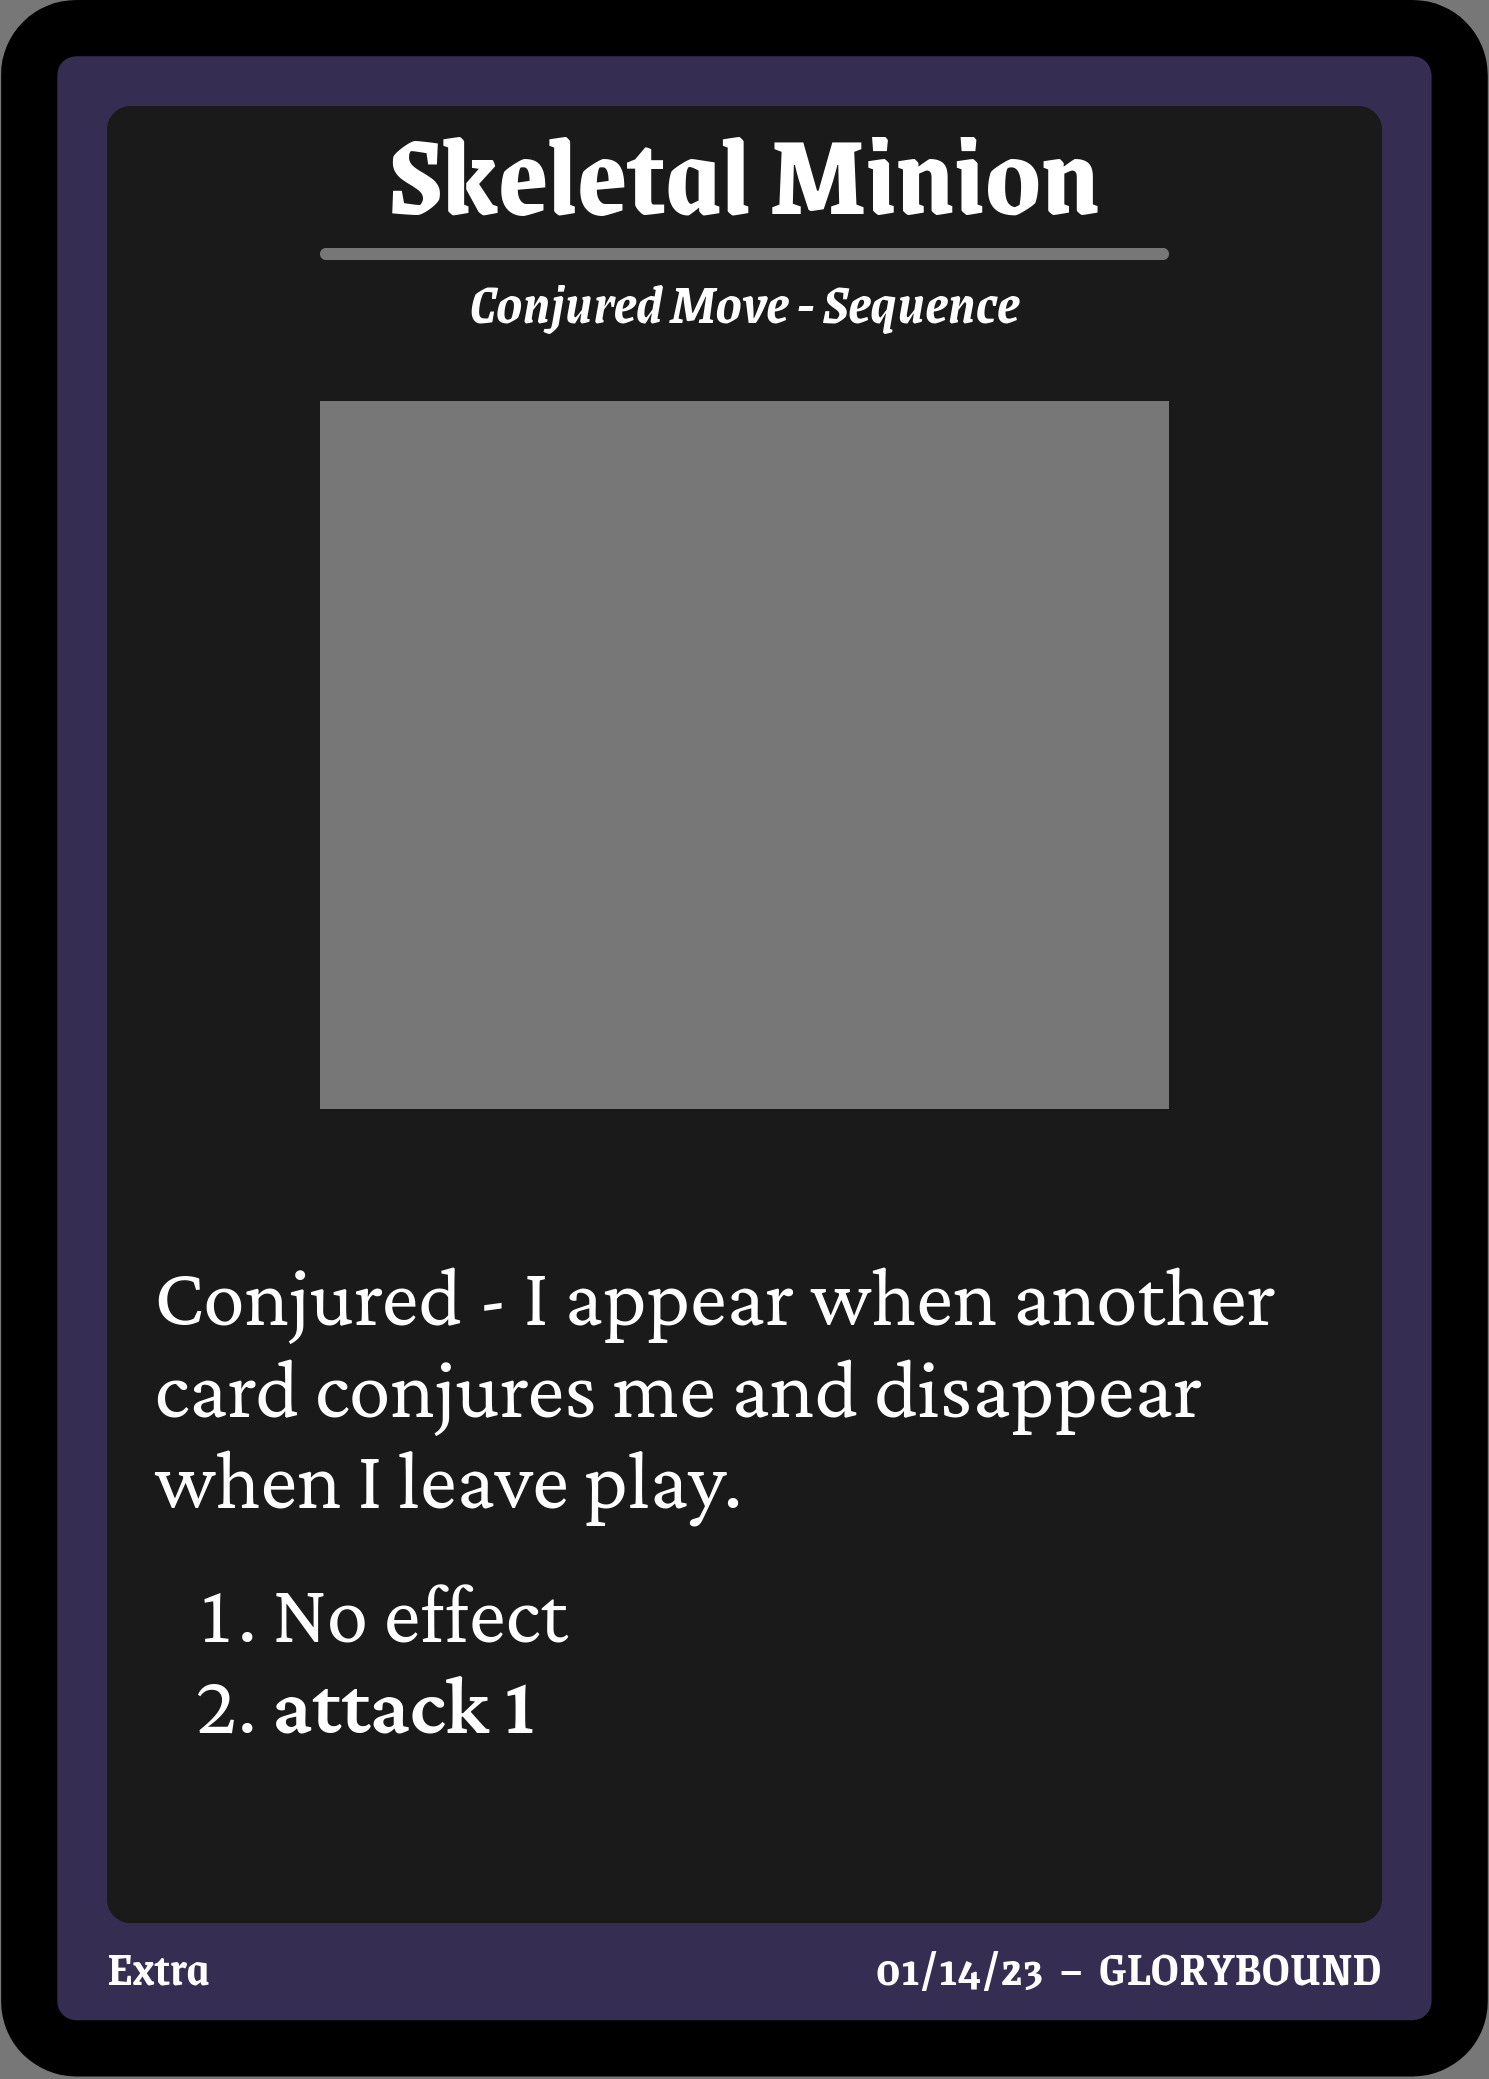 Skeletal Minion
Conjured Move - Sequence
Conjured - I appear when another
card conjures me and disappear
when I leave play.
1. No effect
2. attack 1
Extra
01/14/23 – GLORYBOUND